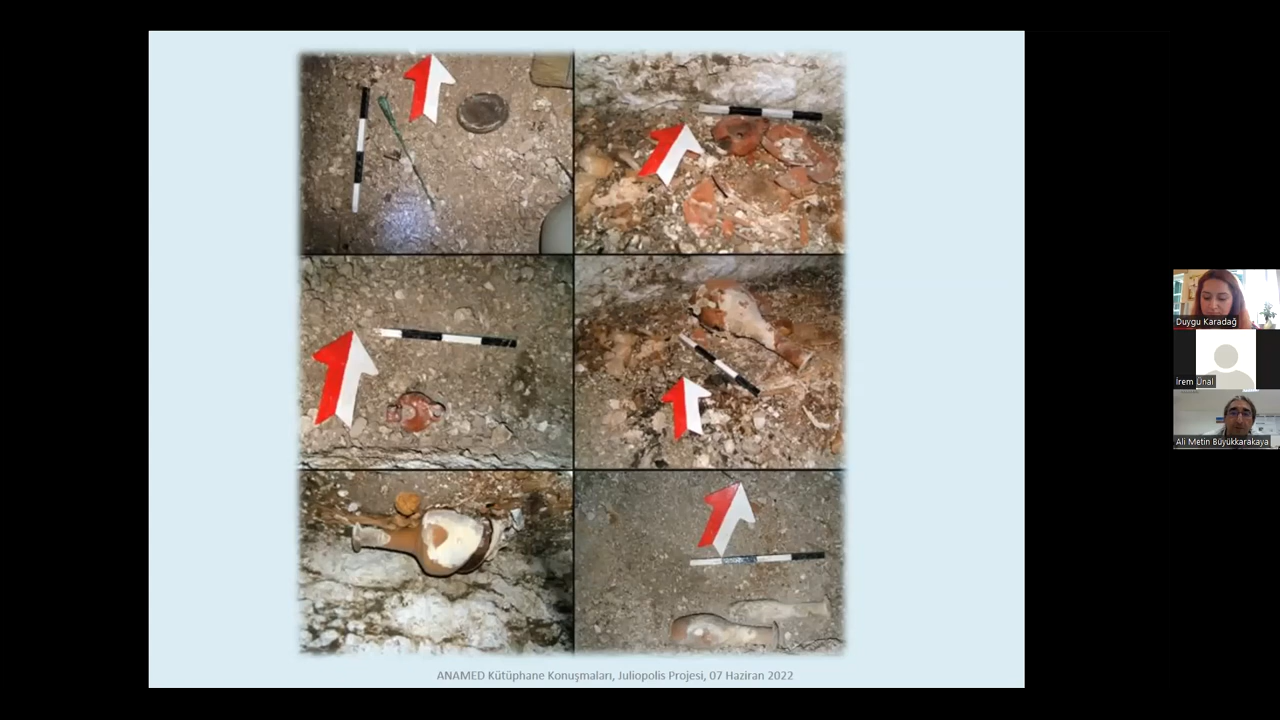 ANAMED Kütüphane Konuşmaları, Juliopolis Projesi, 07 Haziran 2022
Duygu Karadağ
İrem Ünal
Ali Metin Büyükkarakaya